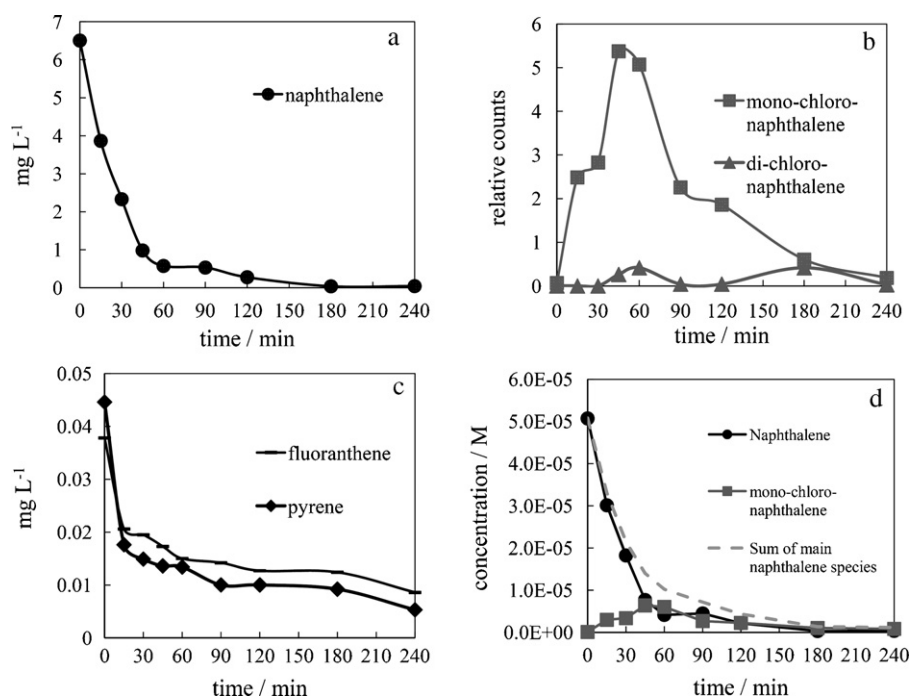 a
7
6
5
4
3
2
1
0
mg L⁻¹
naphthalene
0 30 60 90 120 150 180 210 240
time / min
b
6
5
4
3
2
1
0
relative counts
mono-chloro-
naphthalene
di-chloro-
naphthalene
0 30 60 90 120 150 180 210 240
time / min
c
0.05
0.04
0.03
0.02
0.01
0
mg L⁻¹
fluoranthene
pyrene
0 30 60 90 120 150 180 210 240
time / min
d
6.0E-05
5.0E-05
4.0E-05
3.0E-05
2.0E-05
1.0E-05
0.0E+00
concentration / M
Naphthalene
mono-chloro-
naphthalene
Sum of main
naphthalene species
0 30 60 90 120 150 180 210 240
time / min